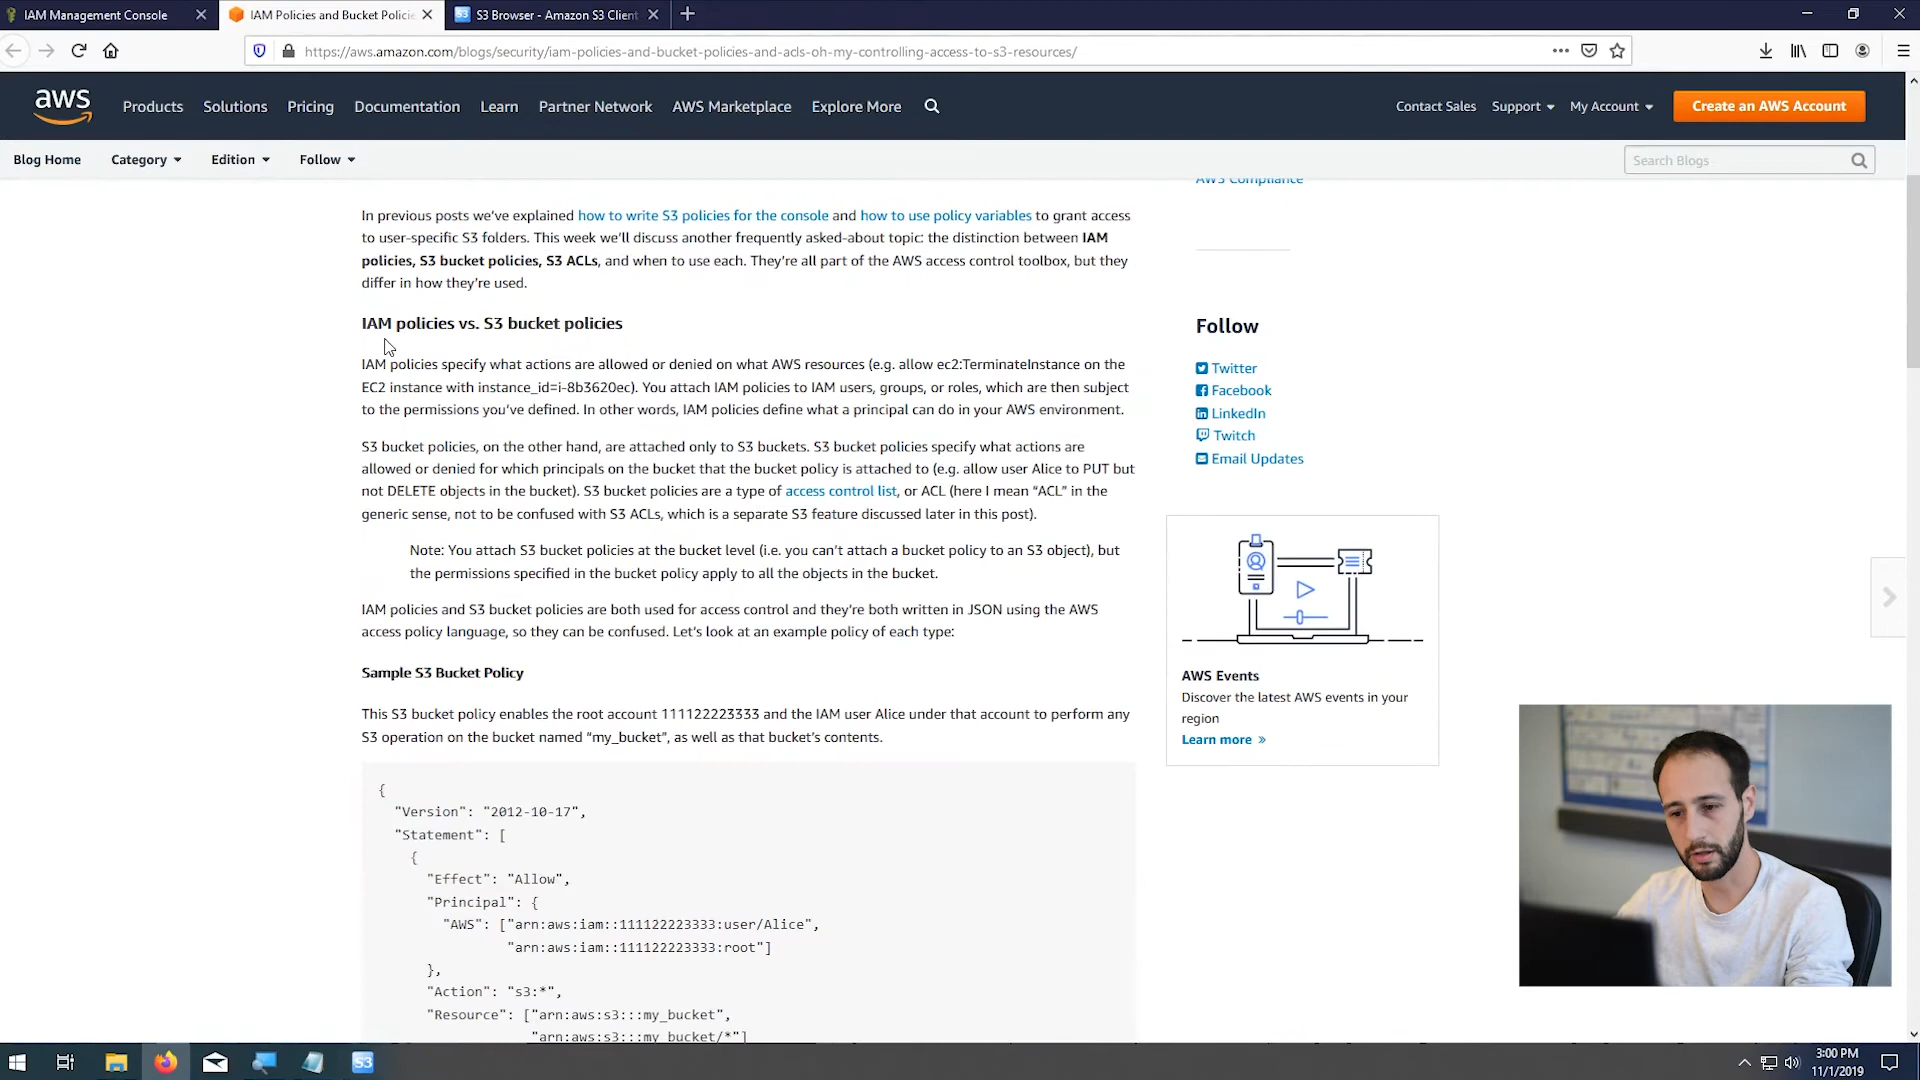 IAM Management Console
IAM Policies and Bucket Policie
S3 Browser - Amazon S3 Client
https://aws.amazon.com/blogs/security/iam-policies-and-bucket-policies-and-acls-oh-my-controlling-access-to-s3-resources/
aws
Products
Solutions
Pricing
Documentation
Learn
Partner Network
AWS Marketplace
Explore More
Contact Sales
Support
My Account
Create an AWS Account
Blog Home
Category
Edition
Follow
Search Blogs
AWS Compliance
In previous posts we've explained how to write S3 policies for the console and how to use policy variables to grant access
to user-specific S3 folders. This week we'll discuss another frequently asked-about topic: the distinction between IAM
policies, S3 bucket policies, S3 ACLs, and when to use each. They're all part of the AWS access control toolbox, but they
differ in how they're used.
IAM policies vs. S3 bucket policies
IAM policies specify what actions are allowed or denied on what AWS resources (e.g. allow ec2:TerminateInstance on the
EC2 instance with instance_id=i-8b3620ec). You attach IAM policies to IAM users, groups, or roles, which are then subject
to the permissions you've defined. In other words, IAM policies define what a principal can do in your AWS environment.
S3 bucket policies, on the other hand, are attached only to S3 buckets. S3 bucket policies specify what actions are
allowed or denied for which principals on the bucket that the bucket policy is attached to (e.g. allow user Alice to PUT but
not DELETE objects in the bucket). S3 bucket policies are a type of access control list, or ACL (here I mean “ACL” in the
generic sense, not to be confused with S3 ACLs, which is a separate S3 feature discussed later in this post).
Note: You attach S3 bucket policies at the bucket level (i.e. you can't attach a bucket policy to an S3 object), but
the permissions specified in the bucket policy apply to all the objects in the bucket.
IAM policies and S3 bucket policies are both used for access control and they're both written in JSON using the AWS
access policy language, so they can be confused. Let's look at an example policy of each type:
Sample S3 Bucket Policy
This S3 bucket policy enables the root account 111122223333 and the IAM user Alice under that account to perform any
S3 operation on the bucket named “my_bucket”, as well as that bucket's contents.
{
"Version": "2012-10-17",
"Statement": [
{
"Effect": "Allow",
"Principal": {
"AWS": ["arn:aws:iam::111122223333:user/Alice",
"arn:aws:iam::111122223333:root"]
},
"Action": "s3:*",
"Resource": ["arn:aws:s3:::my_bucket",
"arn:aws:s3:::my_bucket/*"]
Follow
Twitter
Facebook
LinkedIn
Twitch
Email Updates
AWS Events
Discover the latest AWS events in your
region
Learn more »
S3
3:00 PM
11/1/2019